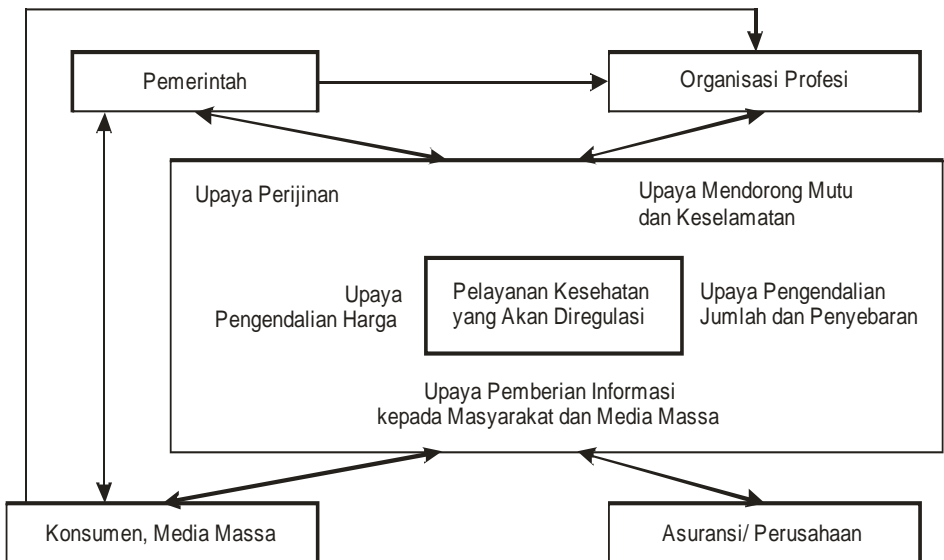 Pemerintah
Organisasi Profesi
Upaya Perijinan
Upaya Mendorong Mutu
dan Keselamatan
Upaya
Pengendalian Harga
Pelayanan Kesehatan
yang Akan Diregulasi
Upaya Pengendalian
Jumlah dan Penyebaran
Upaya Pemberian Informasi
kepada Masyarakat dan Media Massa
Konsumen, Media Massa
Asuransi/ Perusahaan